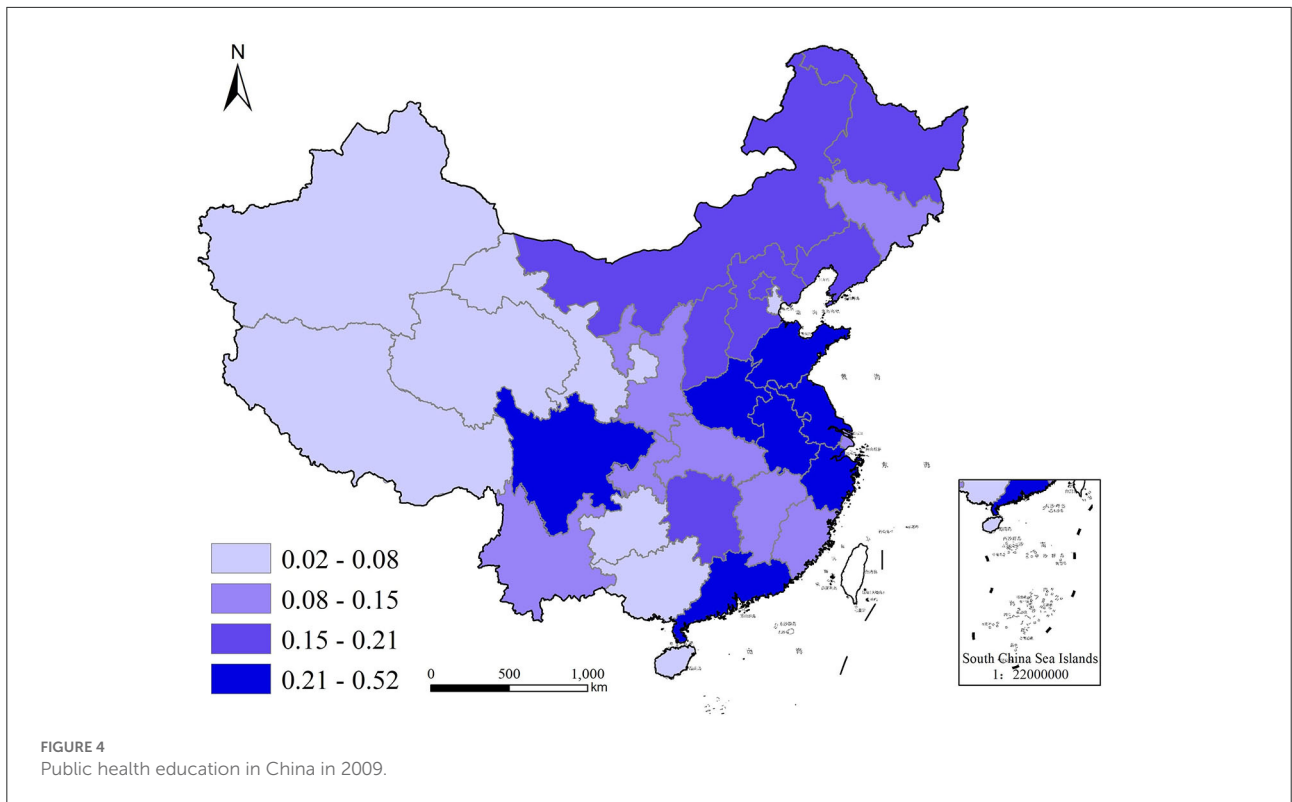 N
0.02 - 0.08
0.08 - 0.15
0.15 - 0.21
0.21 - 0.52
0 500 1,000
km
South China Sea Islands
1: 22000000
FIGURE 4
Public health education in China in 2009.